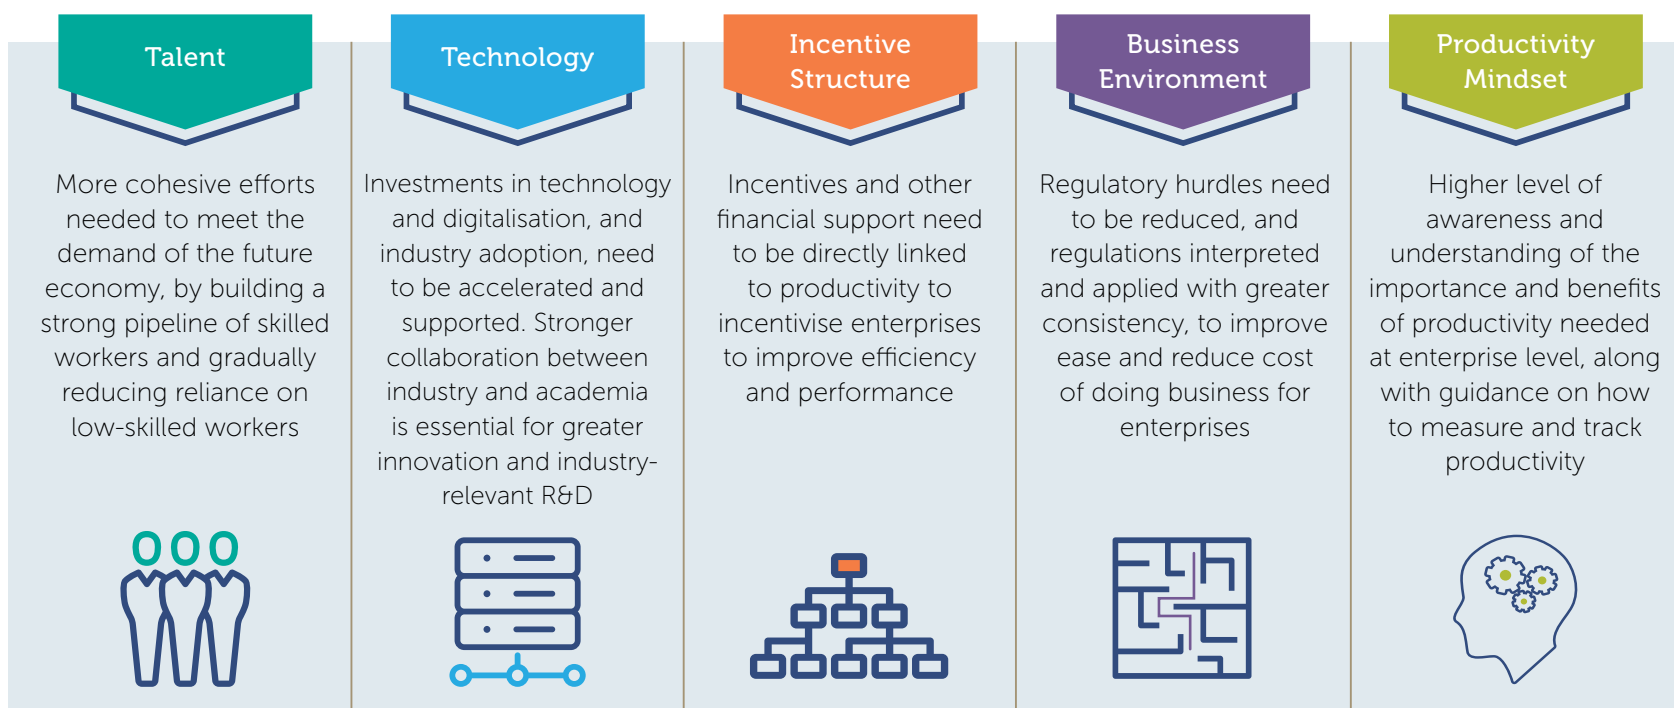 Talent
More cohesive efforts
needed to meet the
demand of the future
economy, by building a
strong pipeline of skilled
workers and gradually
reducing reliance on
low-skilled workers
Technology
Investments in technology
and digitalisation, and
industry adoption, need
to be accelerated and
supported. Stronger
collaboration between
industry and academia
is essential for greater
innovation and industry-
relevant R&D
Incentive
Structure
Incentives and other
financial support need
to be directly linked
to productivity to
incentivise enterprises
to improve efficiency
and performance
Business
Environment
Regulatory hurdles need
to be reduced, and
regulations interpreted
and applied with greater
consistency, to improve
ease and reduce cost
of doing business for
enterprises
Productivity
Mindset
Higher level of
awareness and
understanding of the
importance and benefits
of productivity needed
at enterprise level, along
with guidance on how
to measure and track
productivity